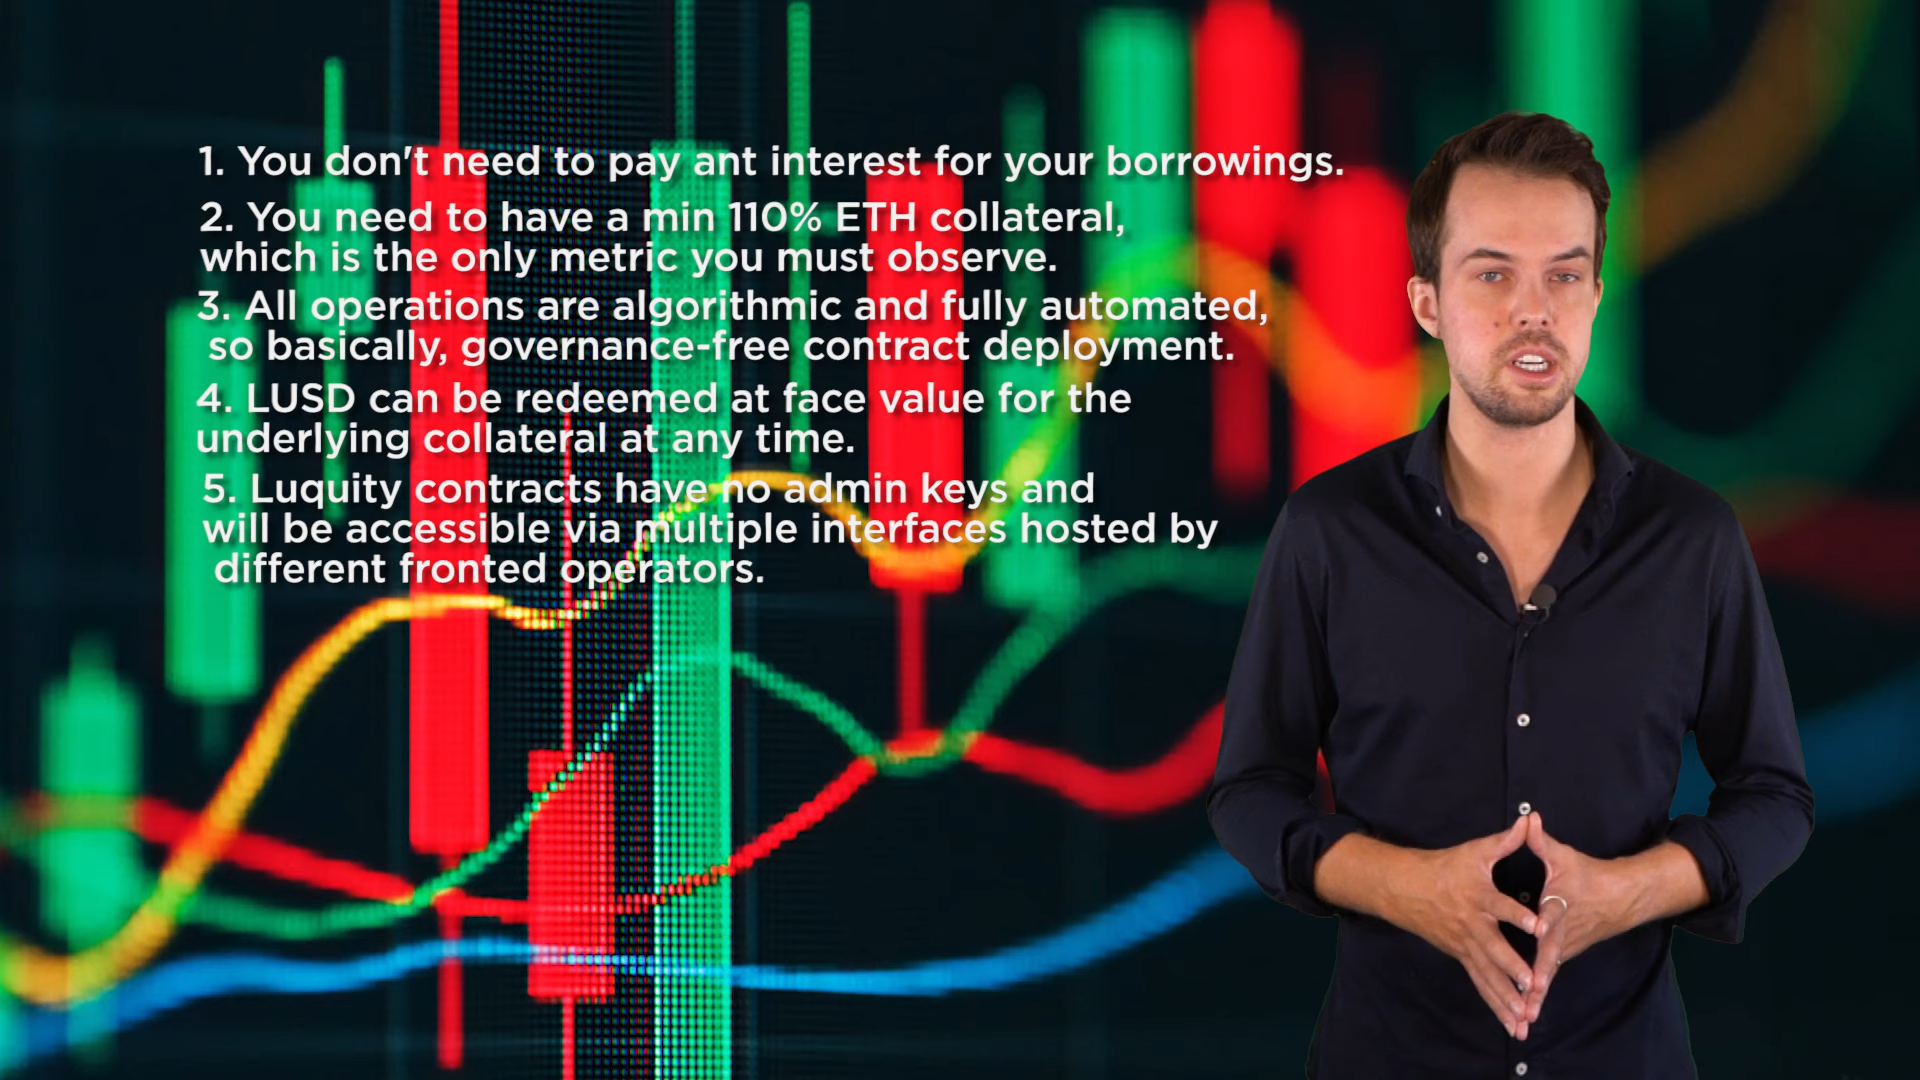 1. You don't need to pay ant interest for your borrowings.
2. You need to have a min 110% ETH collateral,
which is the only metric you must observe.
3. All operations are algorithmic and fully automated,
so basically, governance-free contract deployment.
4. LUSD can be redeemed at face value for the
underlying collateral at any time.
5. Luquity contracts have no admin keys and
will be accessible via multiple interfaces hosted by
different fronted operators.